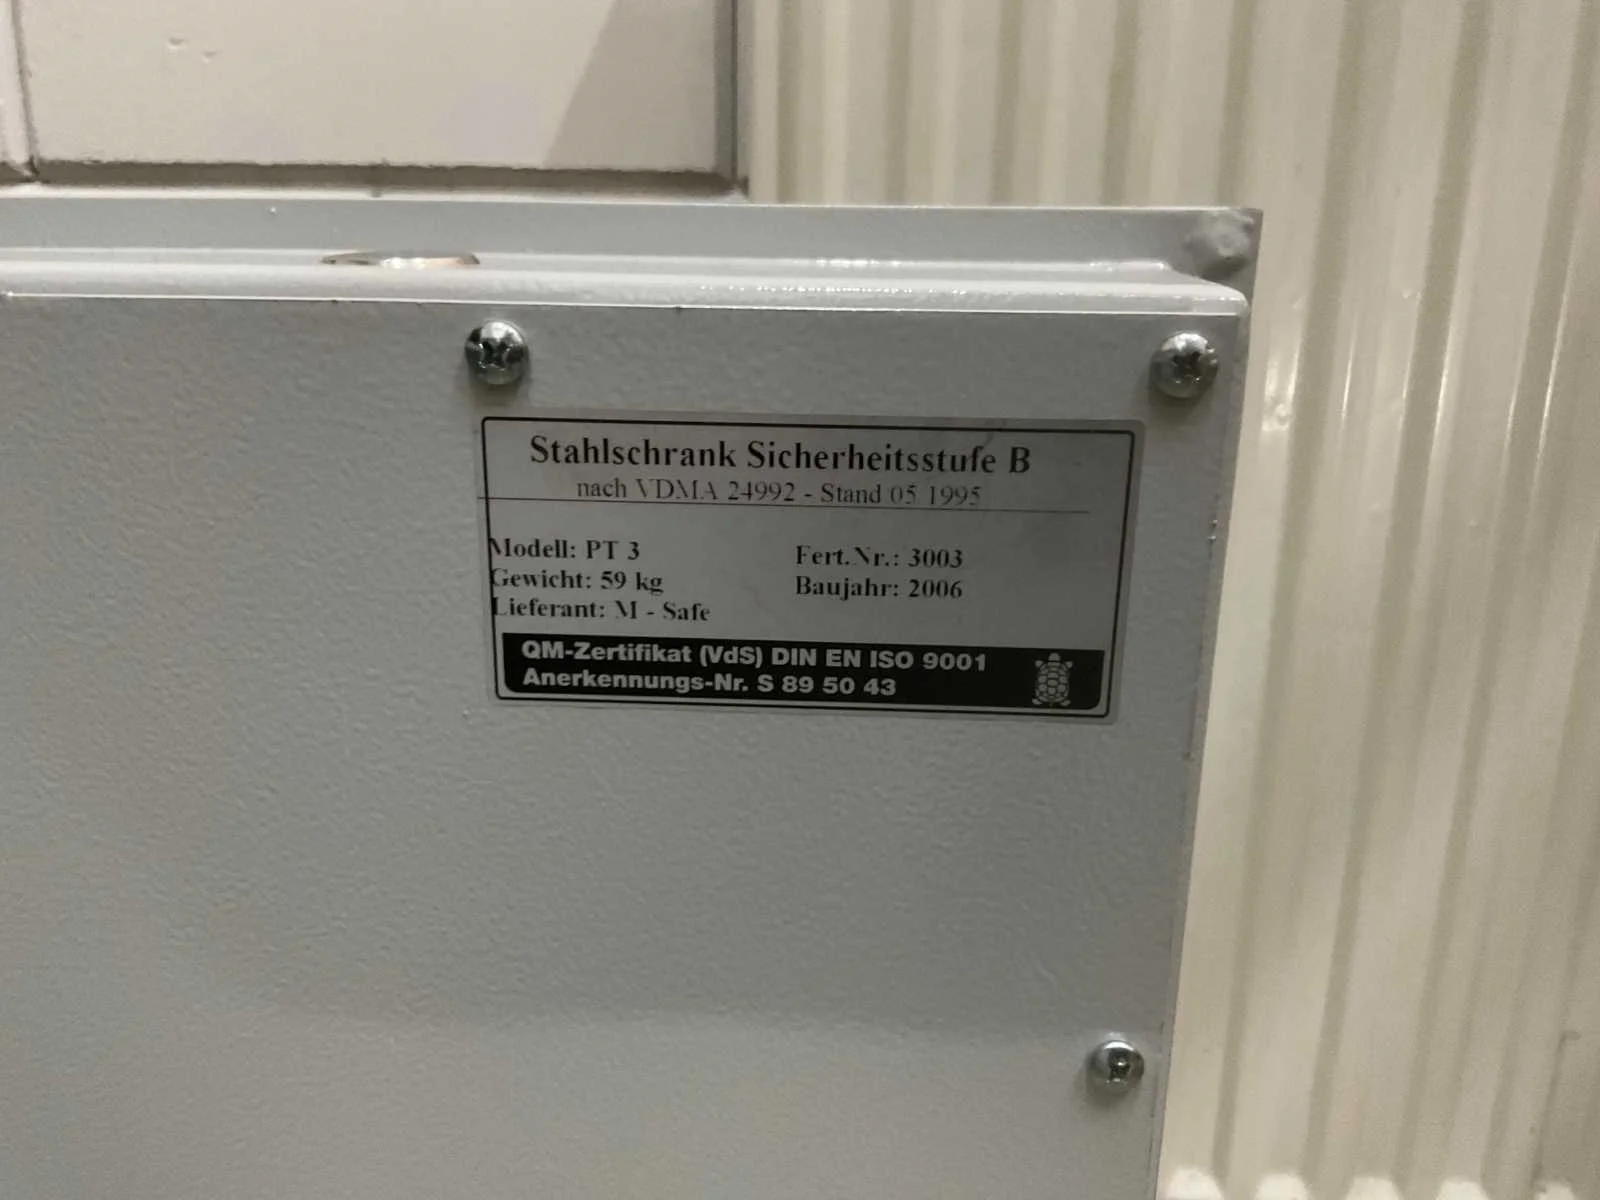 Stahlschrank Sicherheitsstufe B
nach VDMA 24992 - Stand 05 1995
Modell: PT 3
Fert.Nr.: 3003
Gewicht: 59 kg
Baujahr: 2006
Lieferant: M - Safe
QM-Zertifikat (VdS) DIN EN ISO 9001
Anerkennungs-Nr. S 89 50 43